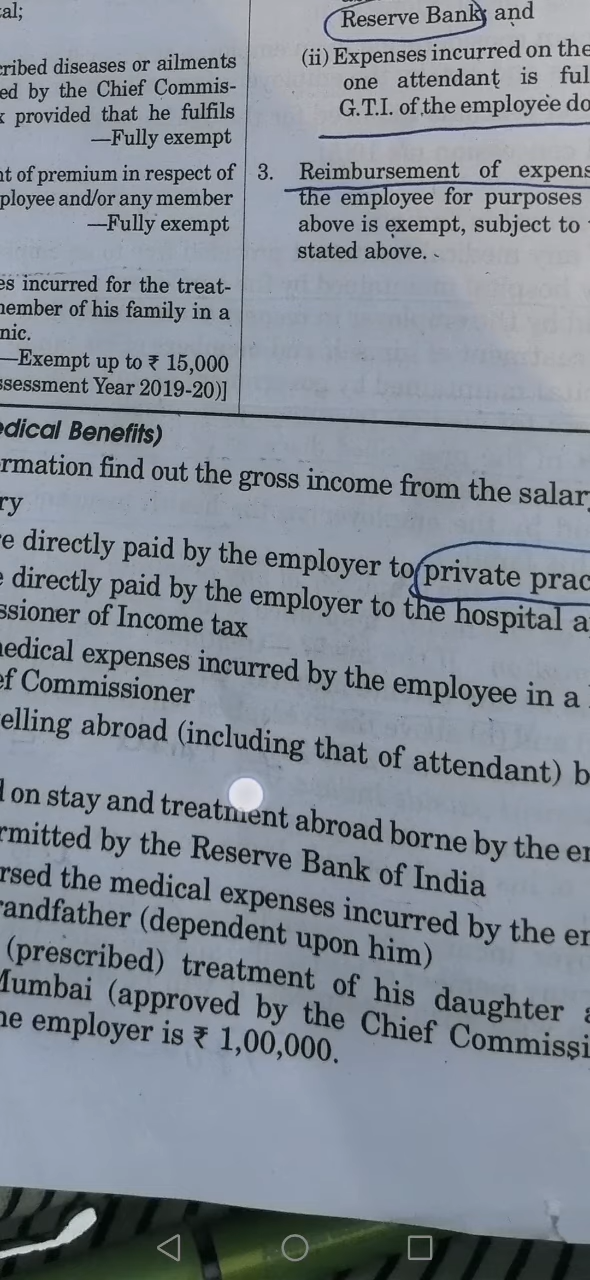 al;
cribed diseases or ailments
ed by the Chief Commis-
x provided that he fulfils
—Fully exempt
nt of premium in respect of
ployee and/or any member
—Fully exempt
es incurred for the treat-
member of his family in a
nic.
—Exempt up to ₹ 15,000
ssessment Year 2019-20)]
Reserve Bank; and
(ii) Expenses incurred on the
one attendant is ful
G.T.I. of the employee do
3. Reimbursement of expens
the employee for purposes
above is exempt, subject to
stated above.
edical Benefits)
rmation find out the gross income from the salary
ry
e directly paid by the employer to private prac
e directly paid by the employer to the hospital a
ssioner of Income tax
edical expenses incurred by the employee in a
ef Commissioner
elling abroad (including that of attendant) b
l on stay and treatment abroad borne by the em
rmitted by the Reserve Bank of India
rsed the medical expenses incurred by the em
randfather (dependent upon him)
(prescribed) treatment of his daughter a
Mumbai (approved by the Chief Commissi
he employer is ₹ 1,00,000.